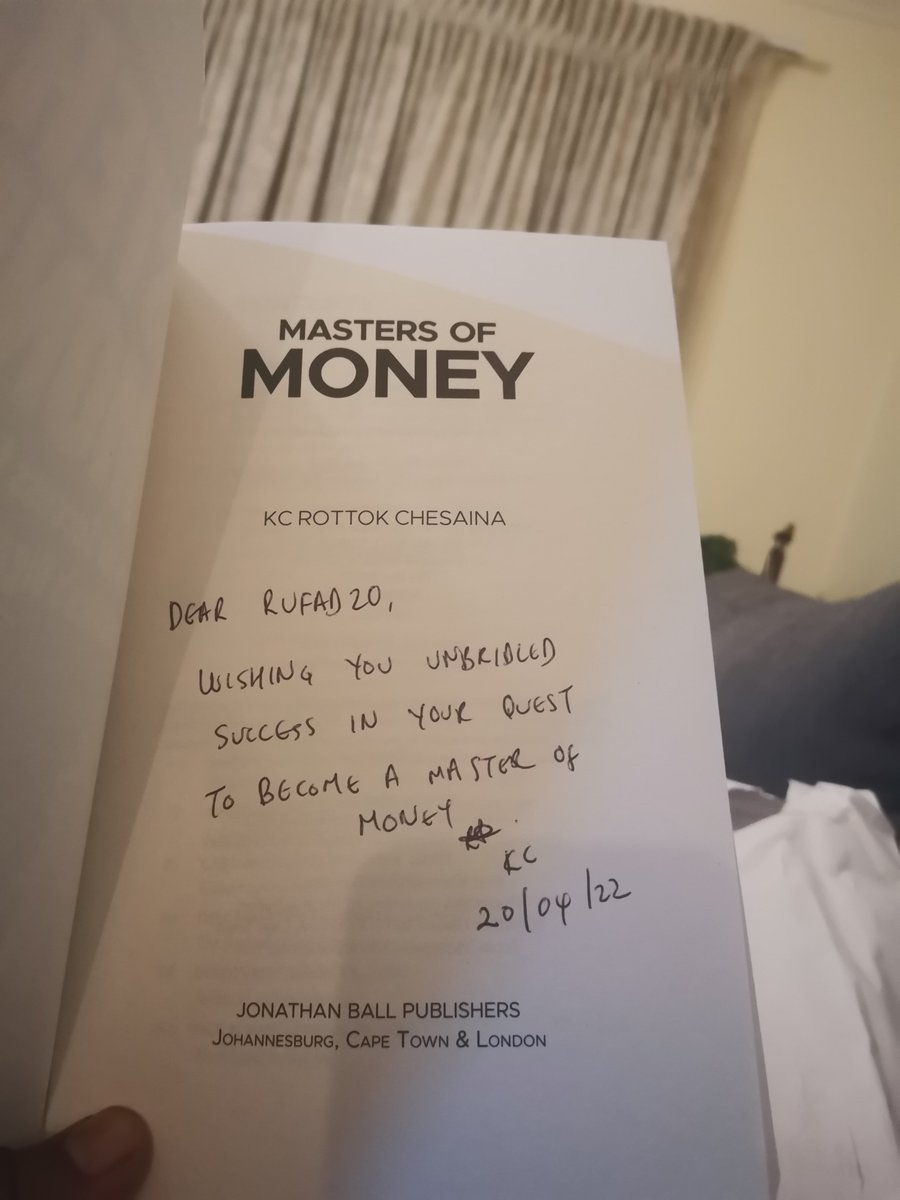 MASTERS OF
MONEY
KC ROTTOK CHESAINA
DEAR RUFADZO,
WISHING YOU UNBRIDLED
SUCCESS IN YOUR QUEST
TO BECOME A MASTER OF
MONEY.
KC
20/04/22
JONATHAN BALL PUBLISHERS
JOHANNESBURG, CAPE TOWN & LONDON